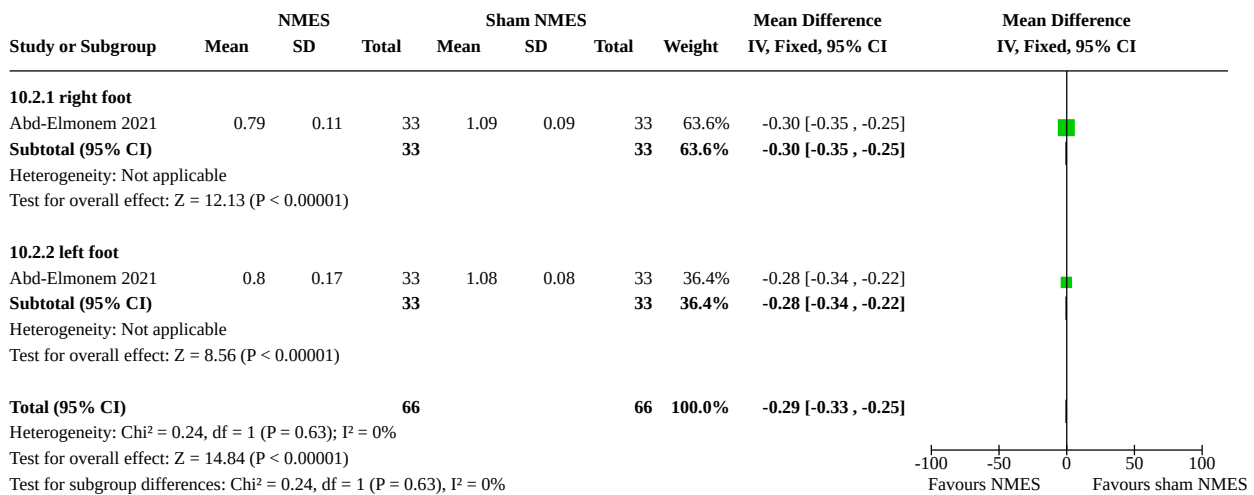 NMES Sham NMES Mean Difference Mean Difference
Study or Subgroup Mean SD Total Mean SD Total Weight IV, Fixed, 95% CI IV, Fixed, 95% CI
10.2.1 right foot
Abd-Elmonem 2021 0.79 0.11 33 1.09 0.09 33 63.6% -0.30 [-0.35 , -0.25]
Subtotal (95% CI) 33 33 63.6% -0.30 [-0.35 , -0.25]
Heterogeneity: Not applicable
Test for overall effect: Z = 12.13 (P < 0.00001)
10.2.2 left foot
Abd-Elmonem 2021 0.8 0.17 33 1.08 0.08 33 36.4% -0.28 [-0.34 , -0.22]
Subtotal (95% CI) 33 33 36.4% -0.28 [-0.34 , -0.22]
Heterogeneity: Not applicable
Test for overall effect: Z = 8.56 (P < 0.00001)
Total (95% CI) 66 66 100.0% -0.29 [-0.33 , -0.25]
Heterogeneity: Chi² = 0.24, df = 1 (P = 0.63); I² = 0%
Test for overall effect: Z = 14.84 (P < 0.00001) -100 -50 0 50 100
Test for subgroup differences: Chi² = 0.24, df = 1 (P = 0.63), I² = 0% Favours NMES Favours sham NMES